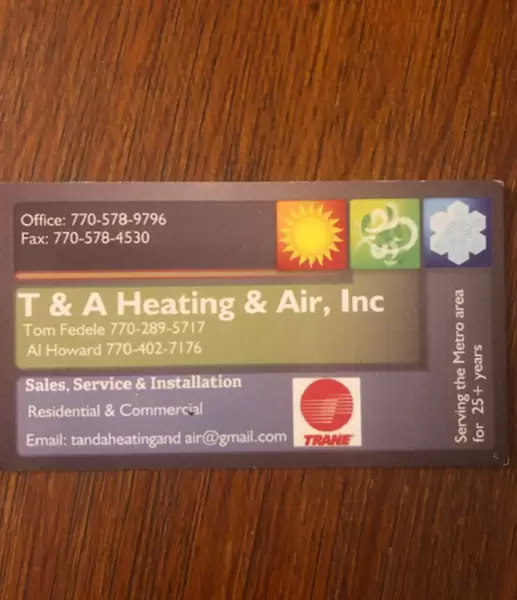 Office: 770-578-9796
Fax: 770-578-4530
T & A Heating & Air, Inc
Tom Fedele 770-289-5717
Al Howard 770-402-7176
Sales, Service & Installation
Residential & Commercial
Email: tandaheatingand air@gmail.com
TRANE
Serving the Metro area
for 25+ years